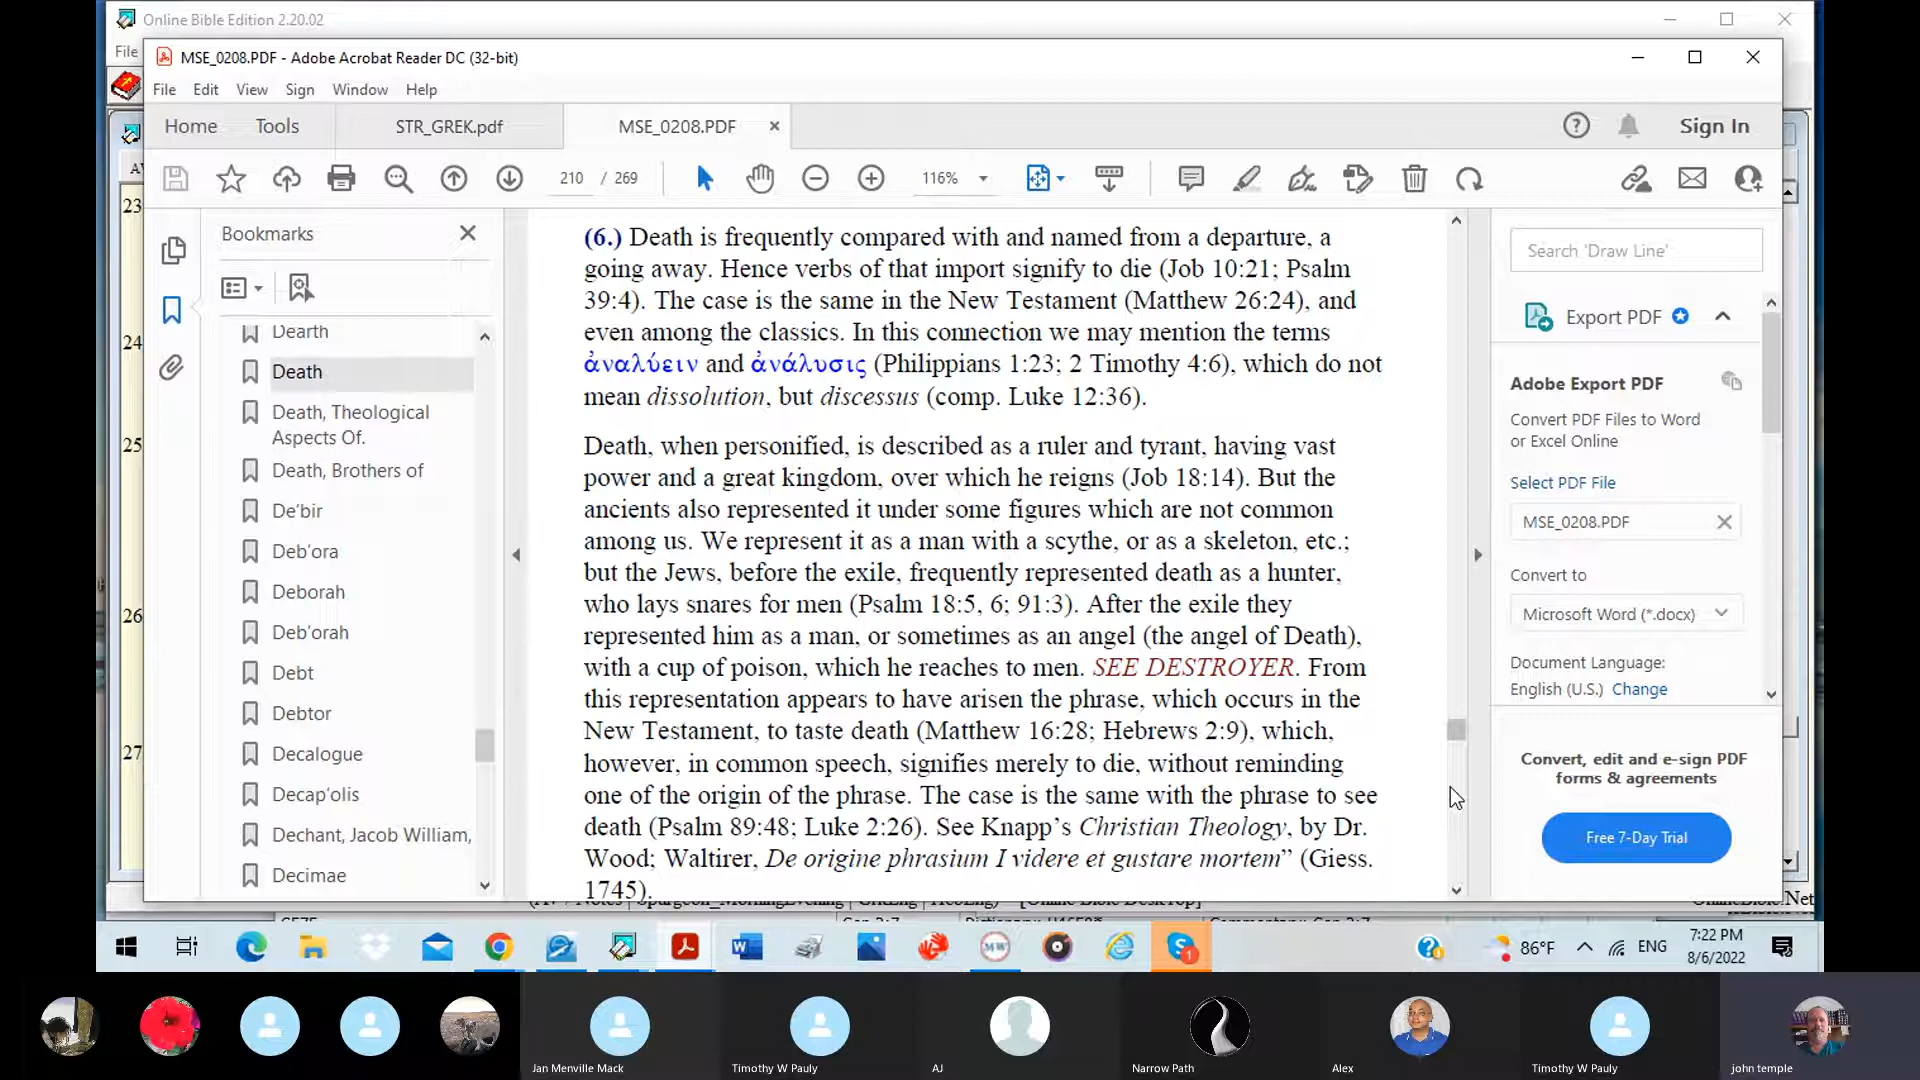 Online Bible Edition 2.20.02
File
MSE_0208.PDF - Adobe Acrobat Reader DC (32-bit)
File Edit View Sign Window Help
Home Tools STR_GREK.pdf MSE_0208.PDF × Sign In
210 / 269 116%
Bookmarks
Dearth
Death
Death, Theological
Aspects Of.
Death, Brothers of
De'bir
Deb'ora
Deborah
Deb'orah
Debt
Debtor
Decalogue
Decap'olis
Dechant, Jacob William,
Decimae
23
24
25
26
27
(6.) Death is frequently compared with and named from a departure, a
going away. Hence verbs of that import signify to die (Job 10:21; Psalm
39:4). The case is the same in the New Testament (Matthew 26:24), and
even among the classics. In this connection we may mention the terms
ἀναλύειν and ἀνάλυσις (Philippians 1:23; 2 Timothy 4:6), which do not
mean dissolution, but discessus (comp. Luke 12:36).
Death, when personified, is described as a ruler and tyrant, having vast
power and a great kingdom, over which he reigns (Job 18:14). But the
ancients also represented it under some figures which are not common
among us. We represent it as a man with a scythe, or as a skeleton, etc.;
but the Jews, before the exile, frequently represented death as a hunter,
who lays snares for men (Psalm 18:5, 6; 91:3). After the exile they
represented him as a man, or sometimes as an angel (the angel of Death),
with a cup of poison, which he reaches to men. SEE DESTROYER. From
this representation appears to have arisen the phrase, which occurs in the
New Testament, to taste death (Matthew 16:28; Hebrews 2:9), which,
however, in common speech, signifies merely to die, without reminding
one of the origin of the phrase. The case is the same with the phrase to see
death (Psalm 89:48; Luke 2:26). See Knapp's Christian Theology, by Dr.
Wood; Waltirer, De origine phrasium I videre et gustare mortem” (Giess.
1745).
Search 'Draw Line'
Export PDF
Adobe Export PDF
Convert PDF Files to Word
or Excel Online
Select PDF File
MSE_0208.PDF
Convert to
Microsoft Word (*.docx)
Document Language:
English (U.S.) Change
Convert, edit and e-sign PDF
forms & agreements
Free 7-Day Trial
86°F ENG 7:22 PM
8/6/2022
Jan Menville Mack
Timothy W Pauly
AJ
Narrow Path
Alex
Timothy W Pauly
john temple